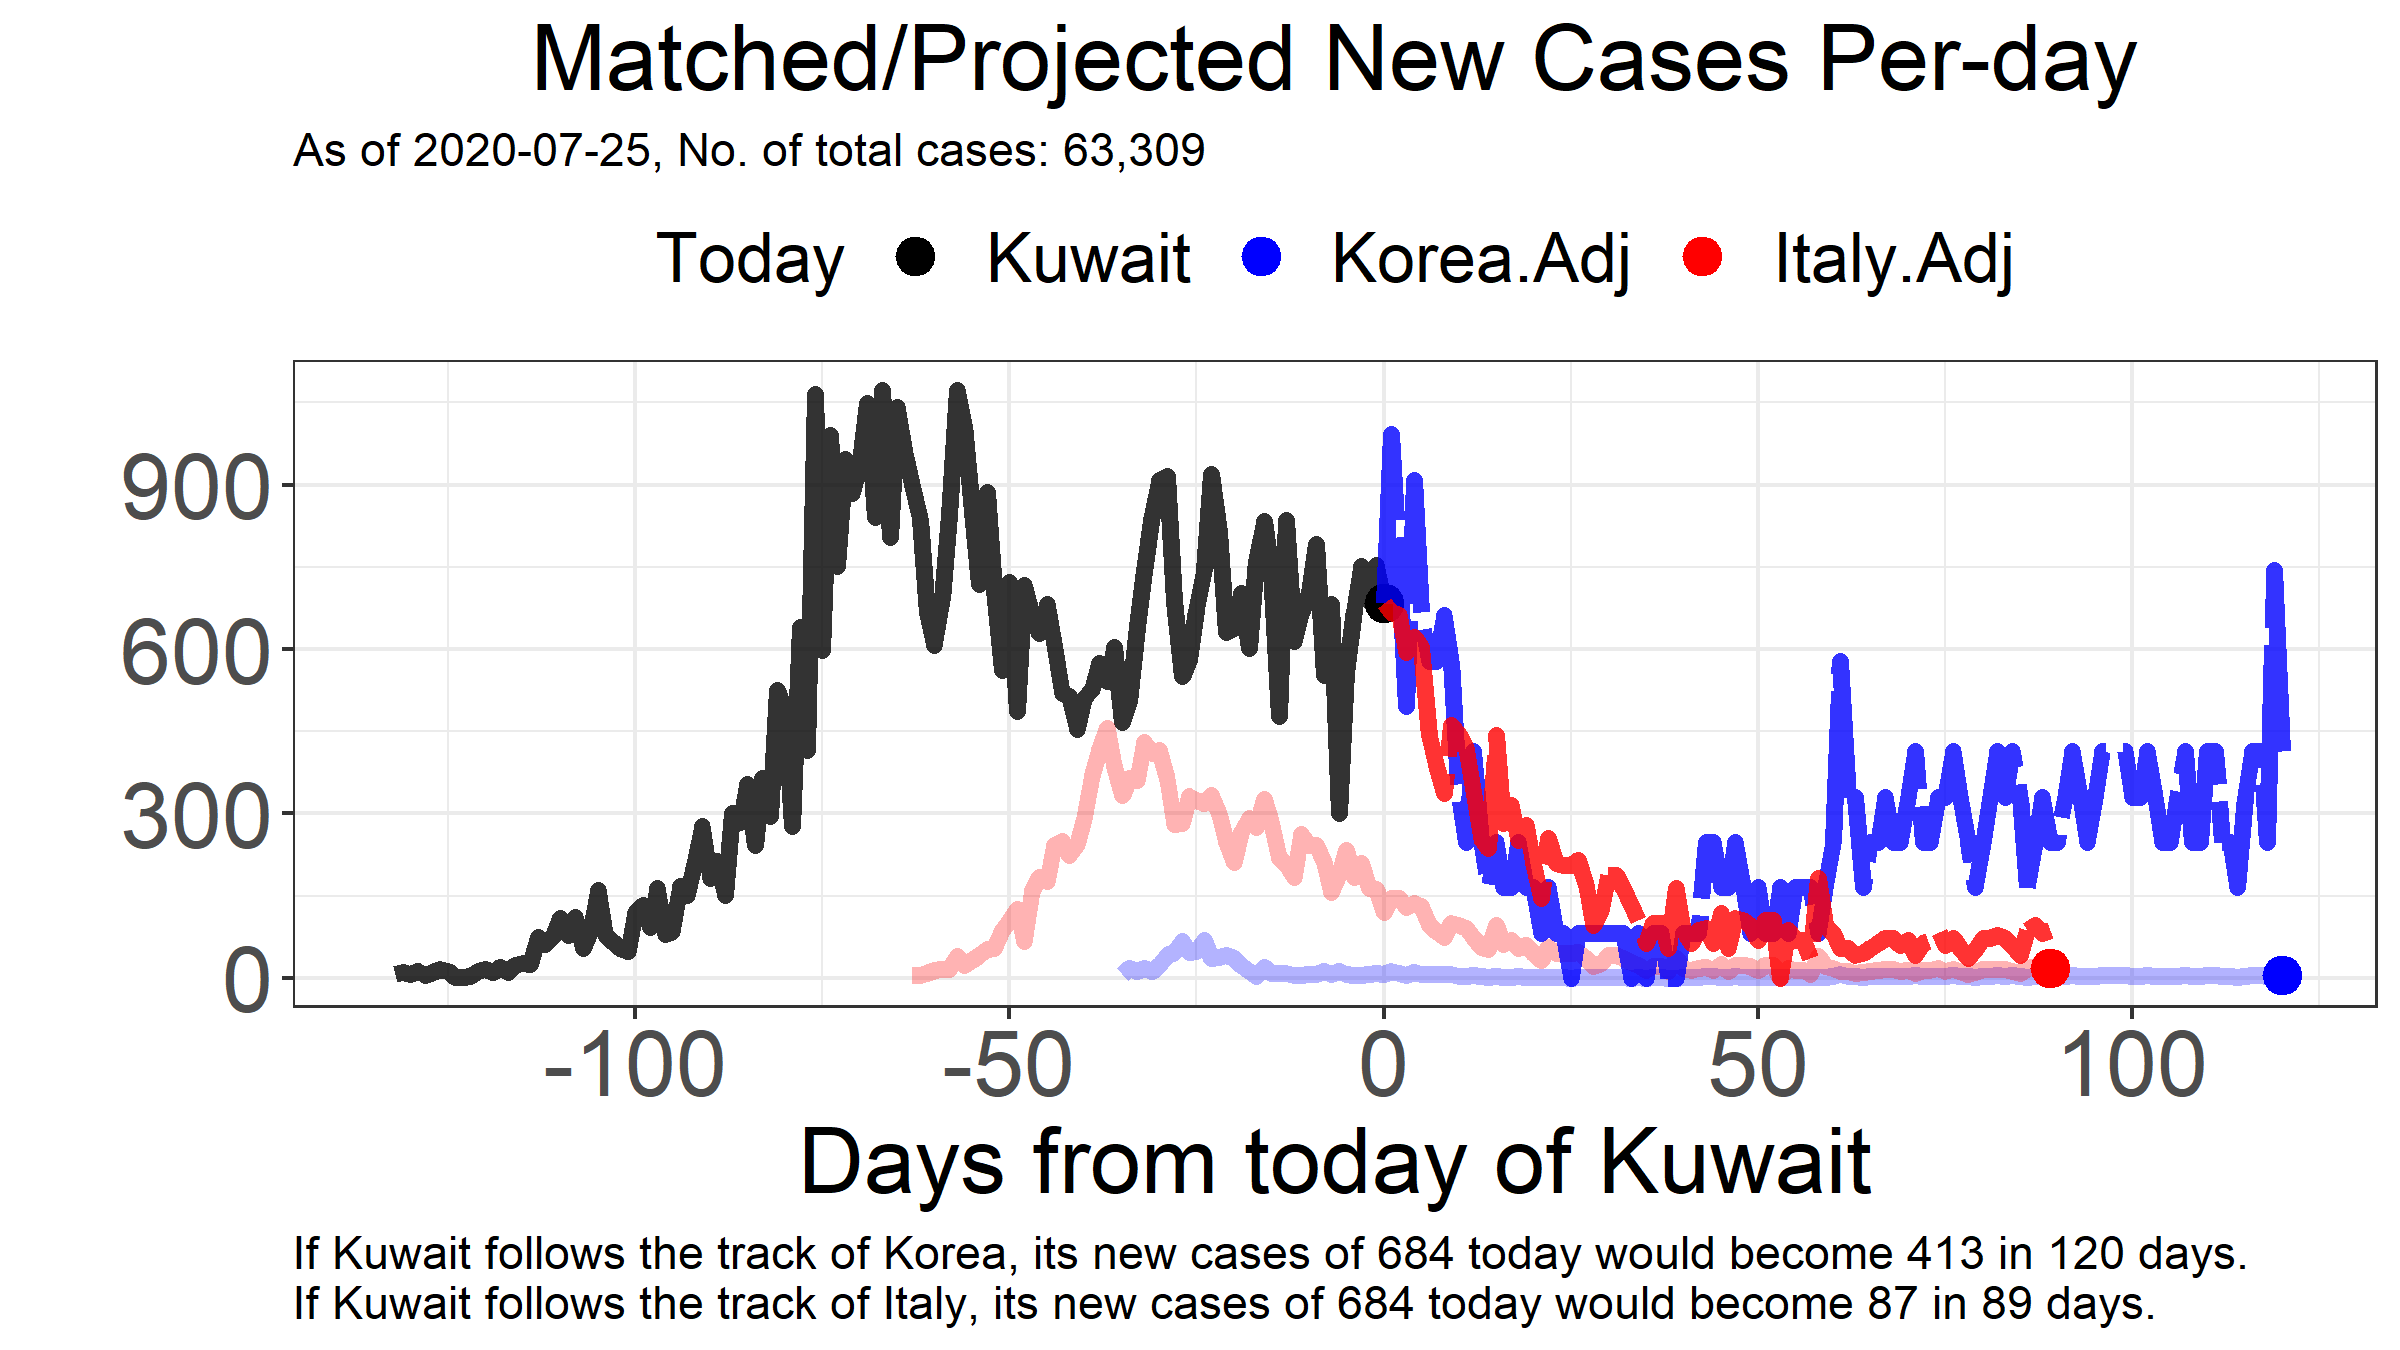 Matched/Projected New Cases Per-day
As of 2020-07-25, No. of total cases: 63,309
Today Kuwait Korea.Adj Italy.Adj
900
600
300
0
-100 -50 0 50 100
Days from today of Kuwait
If Kuwait follows the track of Korea, its new cases of 684 today would become 413 in 120 days.
If Kuwait follows the track of Italy, its new cases of 684 today would become 87 in 89 days.